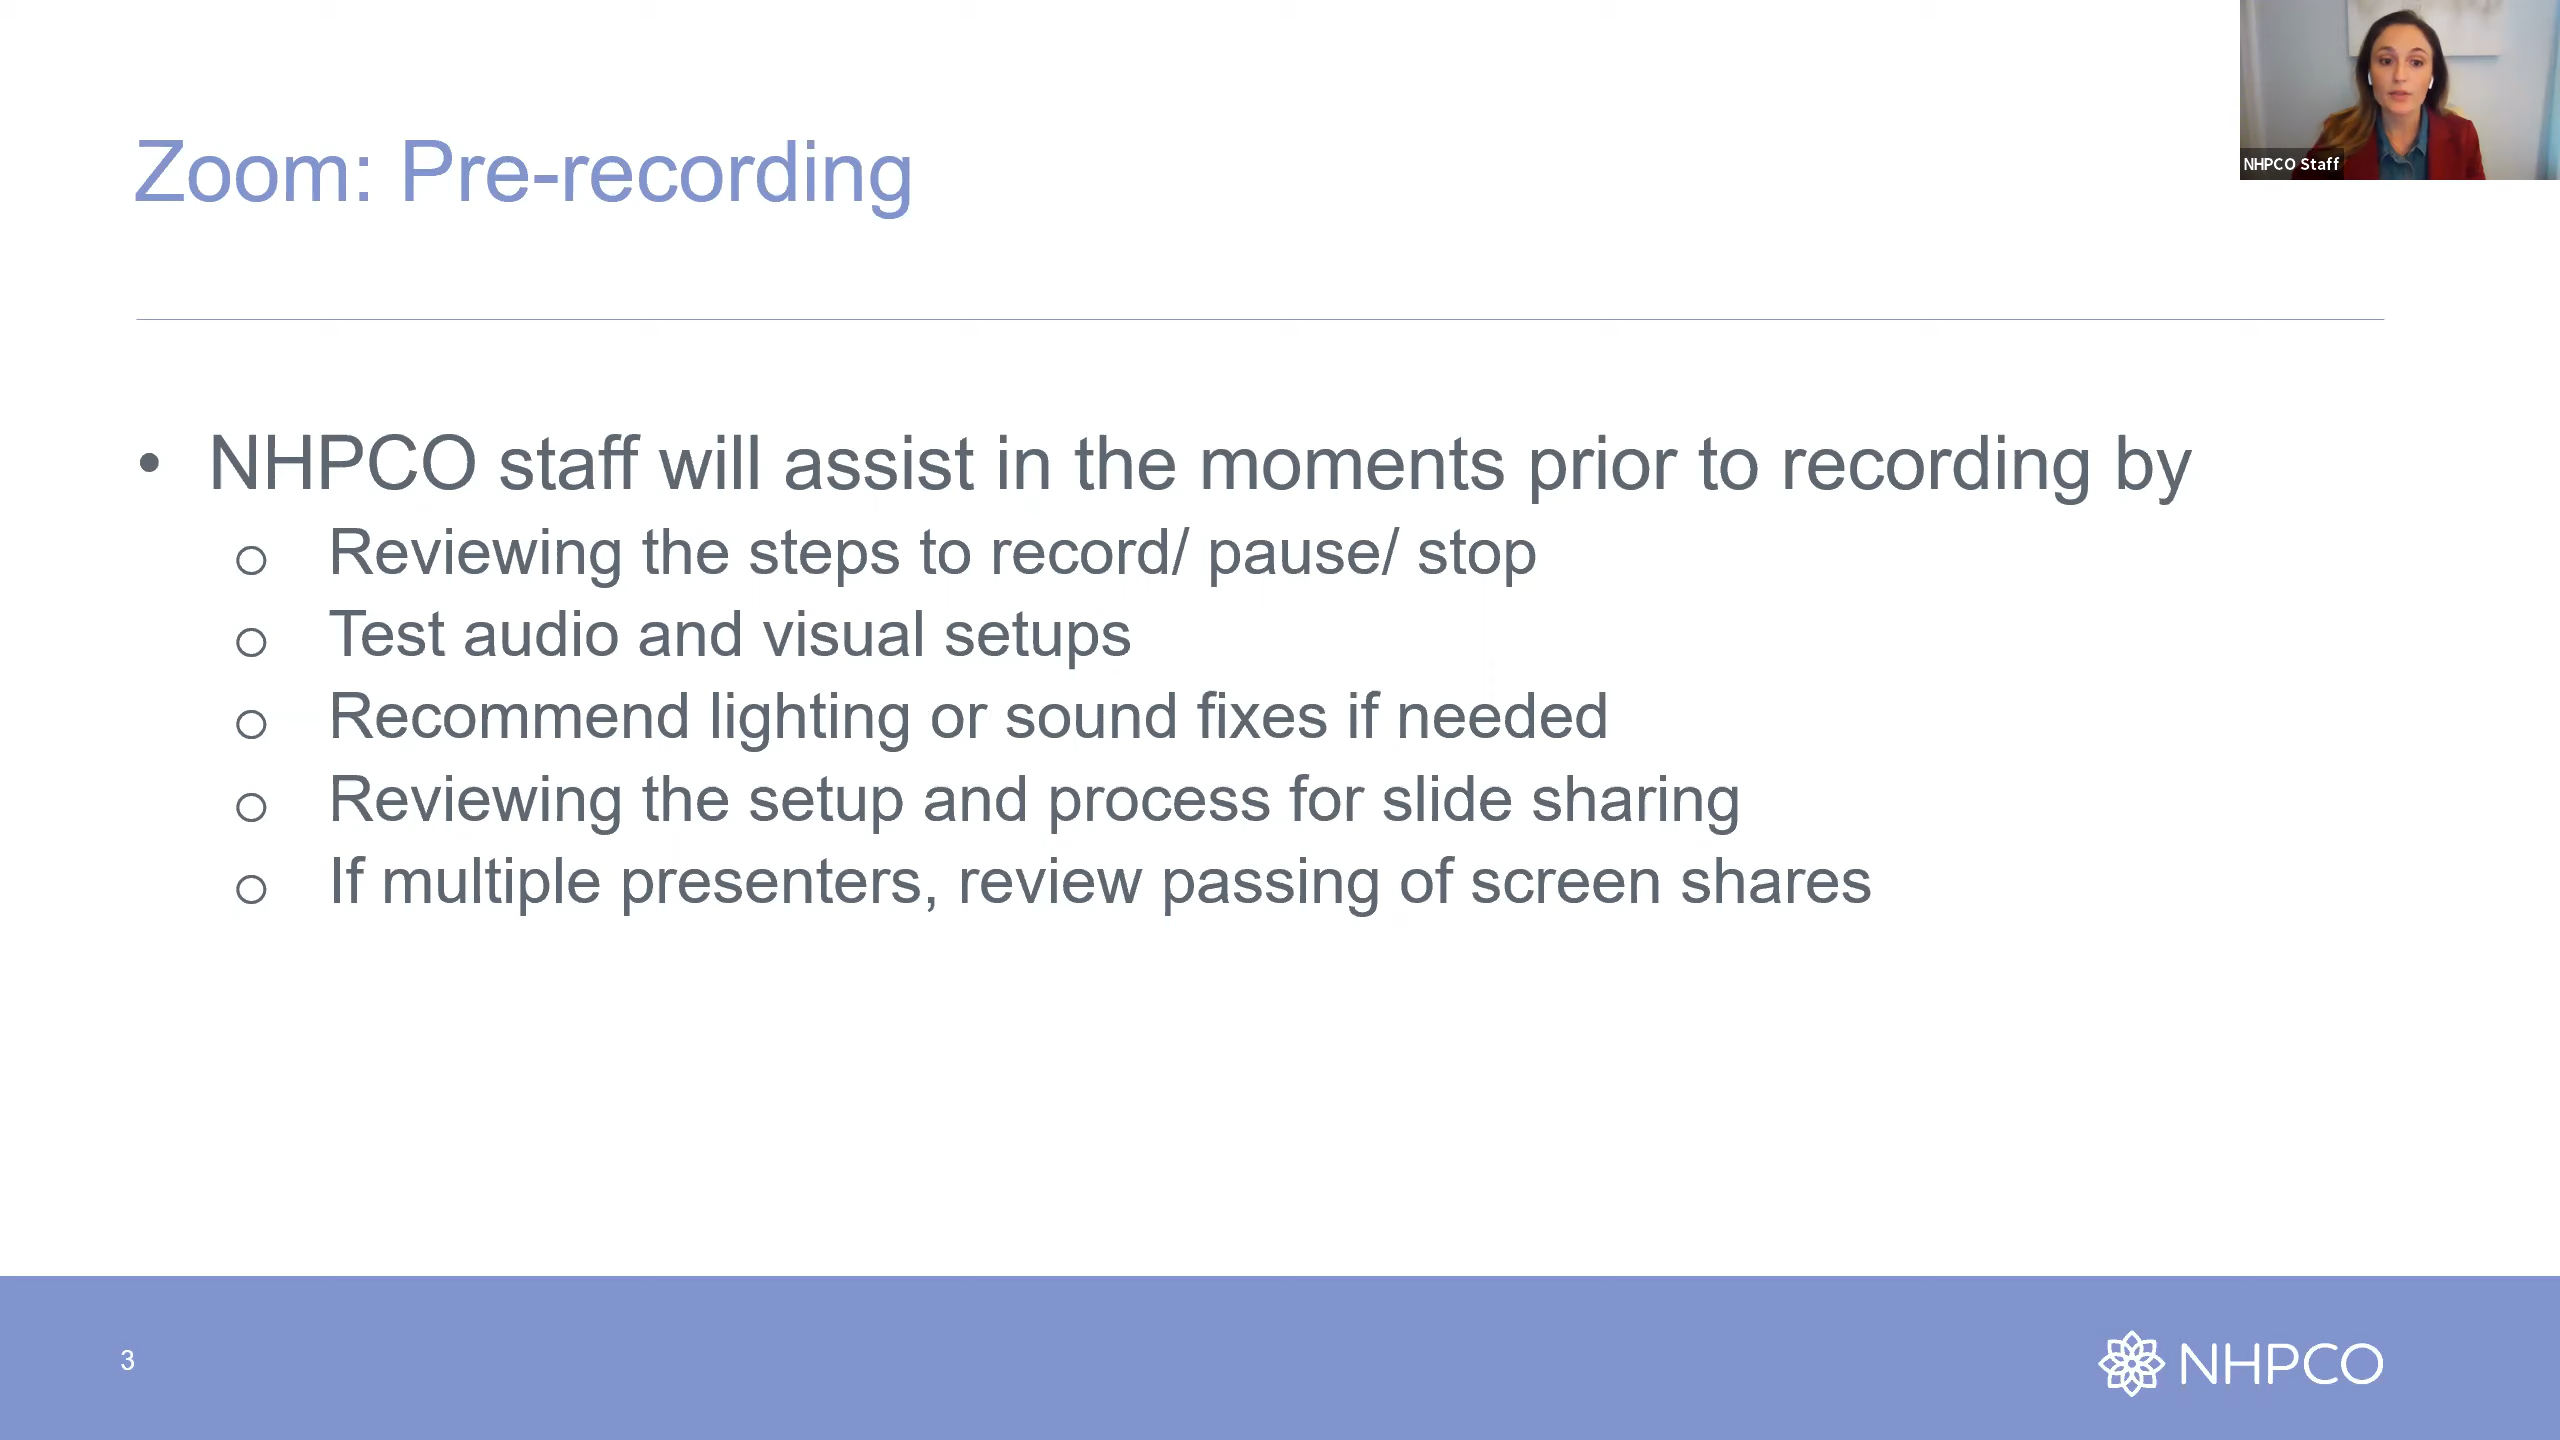 NHPCO Staff
Zoom: Pre-recording
• NHPCO staff will assist in the moments prior to recording by
o Reviewing the steps to record/ pause/ stop
o Test audio and visual setups
o Recommend lighting or sound fixes if needed
o Reviewing the setup and process for slide sharing
o If multiple presenters, review passing of screen shares
3
NHPCO